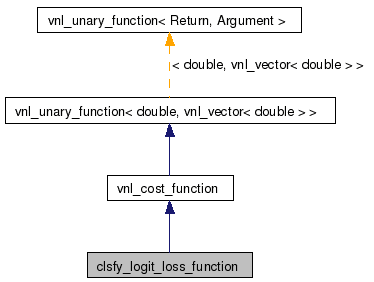 vnl_unary_function< Return, Argument >
< double, vnl_vector< double > >
vnl_unary_function< double, vnl_vector< double > >
vnl_cost_function
clsfy_logit_loss_function